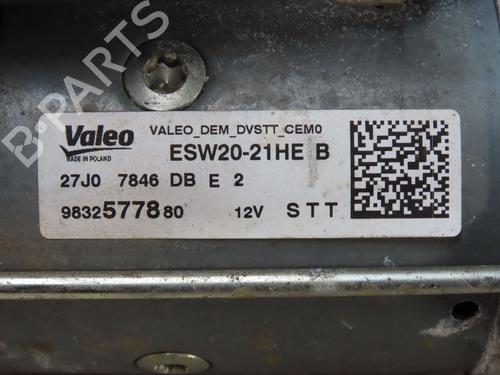 Valeo
MADE IN POLAND
VALEO_DEM_DVSTT_CEM0
ESW20-21HE B
27J0 7846 DB E 2
9832577880 12V STT
B-PARTS